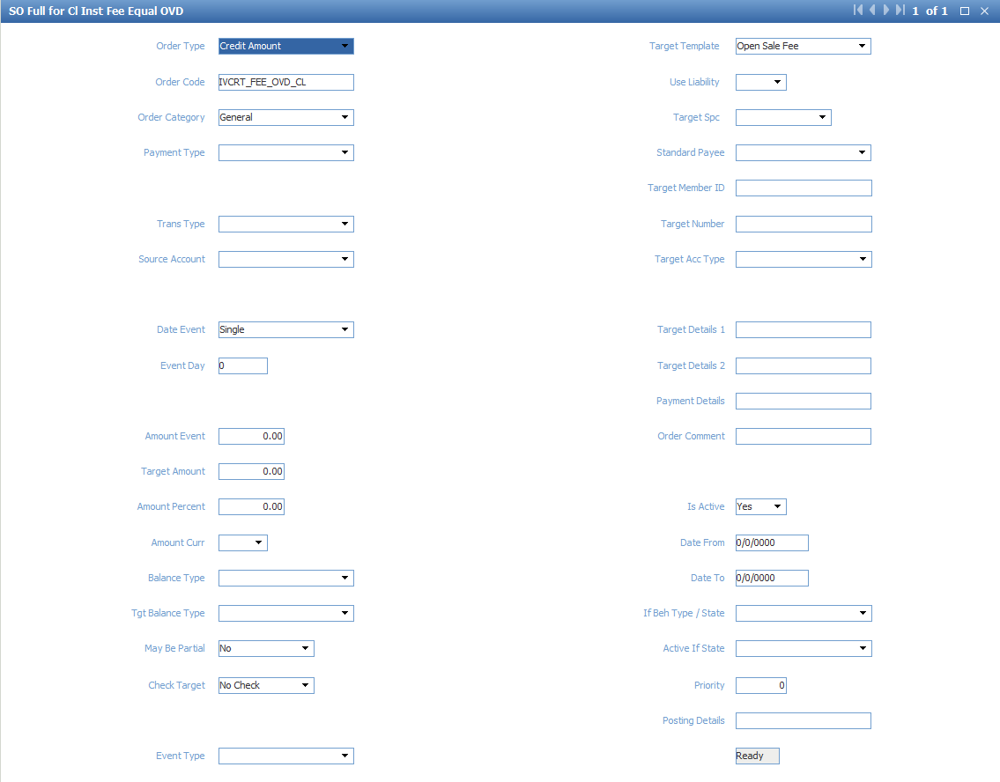 SO Full for Cl Inst Fee Equal OVD 1 of 1
Order Type Credit Amount Target Template Open Sale Fee
Order Code IVCRT_FEE_OVD_CL Use Liability
Order Category General Target Spc
Payment Type Standard Payee
Target Member ID
Trans Type Target Number
Source Account Target Acc Type
Date Event Single Target Details 1
Event Day 0 Target Details 2
Payment Details
Amount Event 0.00 Order Comment
Target Amount 0.00
Amount Percent 0.00 Is Active Yes
Amount Curr Date From 0/0/0000
Balance Type Date To 0/0/0000
Tgt Balance Type If Beh Type / State
May Be Partial No Active If State
Check Target No Check Priority 0
Posting Details
Event Type Ready